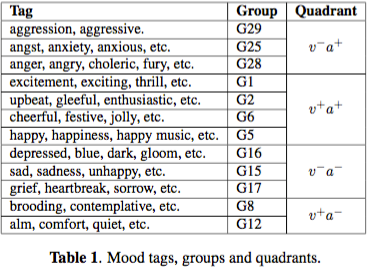 Tag Group Quadrant
aggression, aggressive. G29
angst, anxiety, anxious, etc. G25 v⁻a⁺
anger, angry, choleric, fury, etc. G28
excitement, exciting, thrill, etc. G1
upbeat, gleeful, enthusiastic, etc. G2 v⁺a⁺
cheerful, festive, jolly, etc. G6
happy, happiness, happy music, etc. G5
depressed, blue, dark, gloom, etc. G16
sad, sadness, unhappy, etc. G15 v⁻a⁻
grief, heartbreak, sorrow, etc. G17
brooding, contemplative, etc. G8 v⁺a⁻
alm, comfort, quiet, etc. G12
Table 1. Mood tags, groups and quadrants.